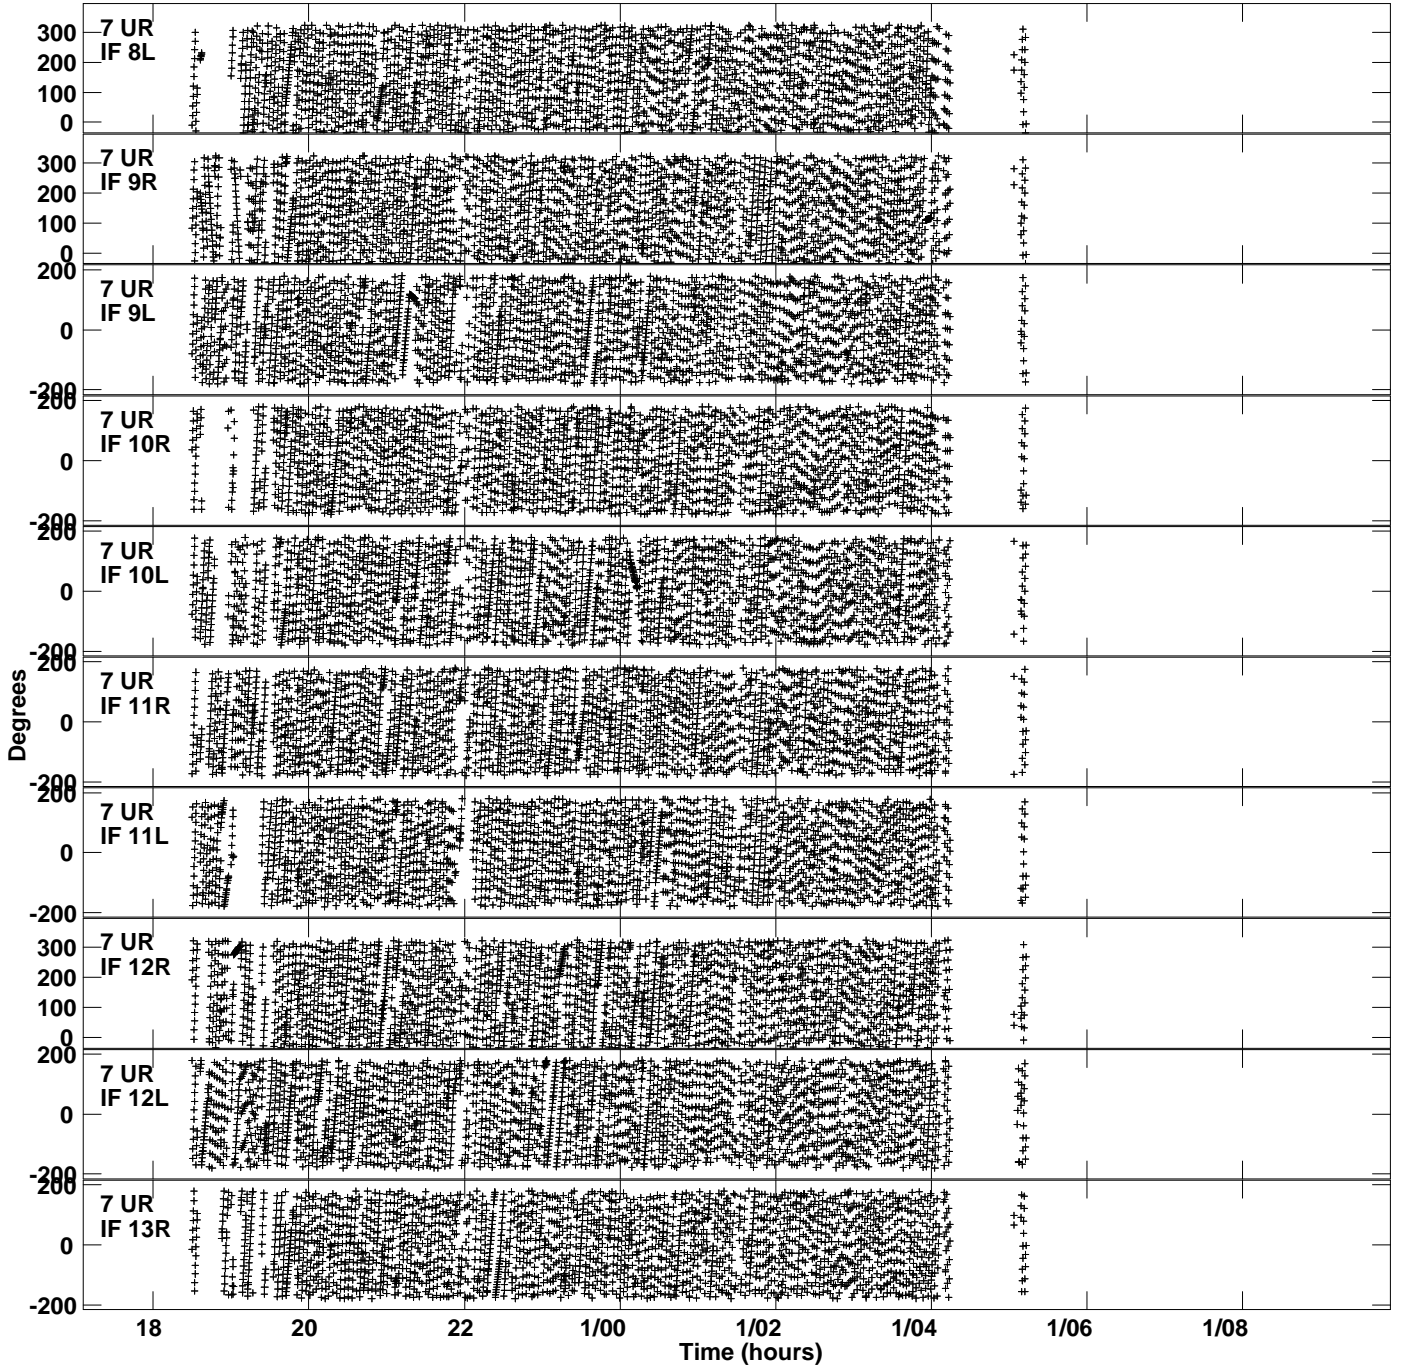 7 UR
IF 8L
300
200
100
0
7 UR
IF 9R
300
200
100
0
7 UR
IF 9L
200
0
-200
7 UR
IF 10R
200
0
-200
7 UR
IF 10L
200
0
-200
7 UR
IF 11R
200
0
-200
7 UR
IF 11L
200
0
-200
7 UR
IF 12R
300
200
100
0
7 UR
IF 12L
200
0
-200
7 UR
IF 13R
200
0
-200
Degrees
18 20 22 1/00 1/02 1/04 1/06 1/08
Time (hours)